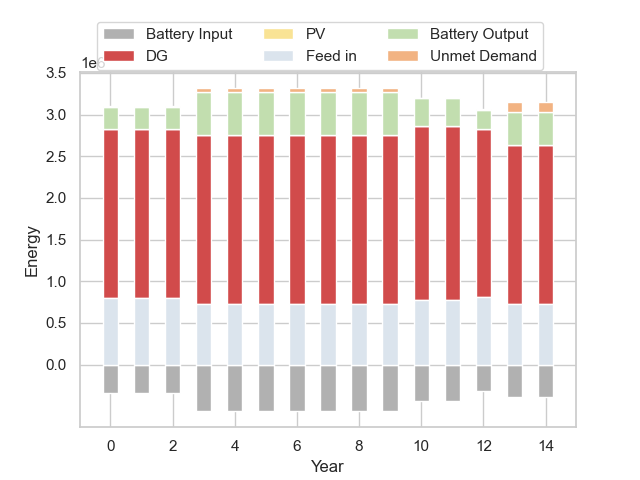 Battery Input PV Battery Output
DG Feed in Unmet Demand
1e6
3.5
3.0
2.5
2.0
1.5
1.0
0.5
0.0
Energy
0 2 4 6 8 10 12 14
Year